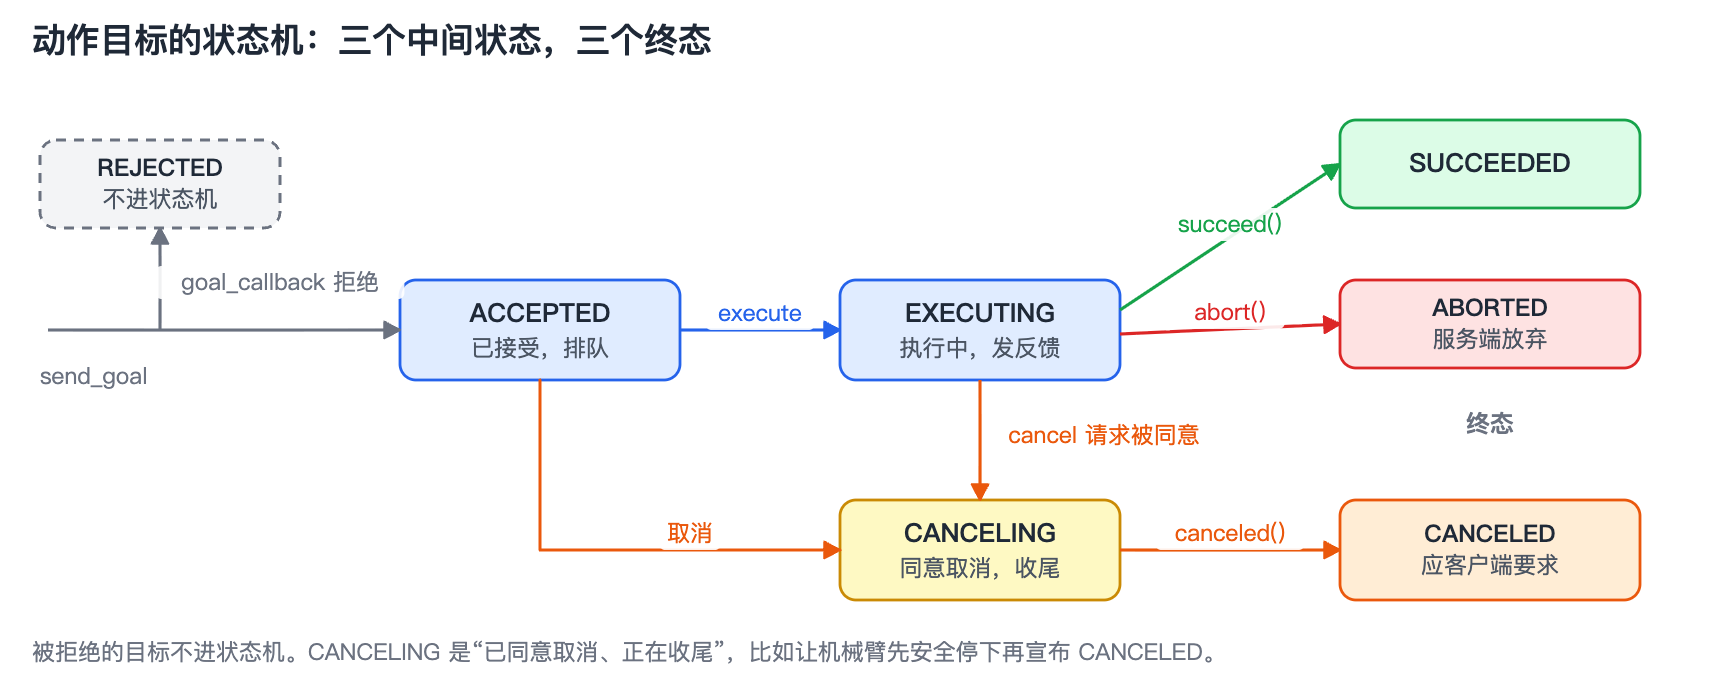 动作目标的状态机：三个中间状态，三个终态
REJECTED
不进状态机
goal_callback 拒绝
send_goal
ACCEPTED
已接受，排队
execute
EXECUTING
执行中，发反馈
succeed()
SUCCEEDED
abort()
ABORTED
服务端放弃
终态
cancel 请求被同意
取消
CANCELING
同意取消，收尾
canceled()
CANCELED
应客户端要求
被拒绝的目标不进状态机。CANCELING 是“已同意取消、正在收尾”，比如让机械臂先安全停下再宣布 CANCELED。